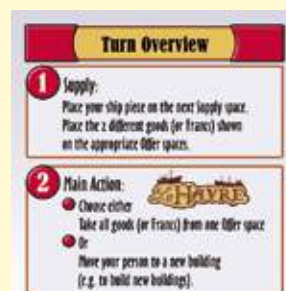 Turn Overview
1
Supply:
Place your ship piece on the next Supply space.
Place the 2 different goods (or Francs) shown
on the appropriate Offer spaces.
2
Main Action:
Le HAVRE
Choose either
Take all goods (or Francs) from one Offer space
Or
Move your person to a new building
(e.g. to build new buildings).